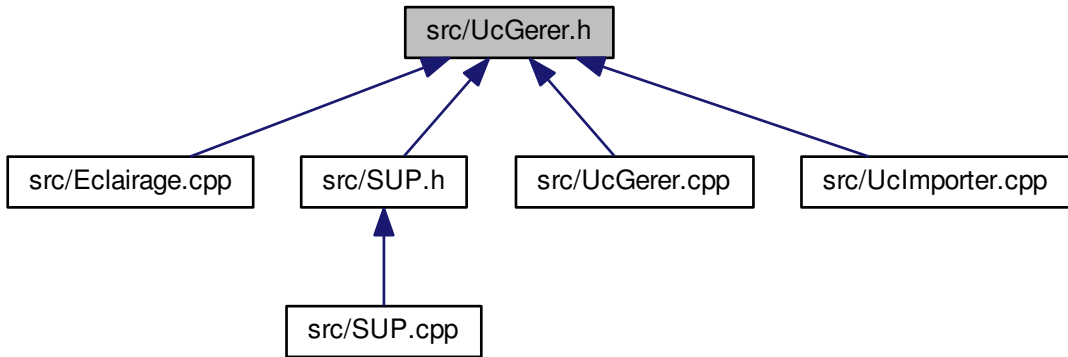 src/UcGerer.h
src/Eclairage.cpp
src/SUP.h
src/UcGerer.cpp
src/UcImporter.cpp
src/SUP.cpp